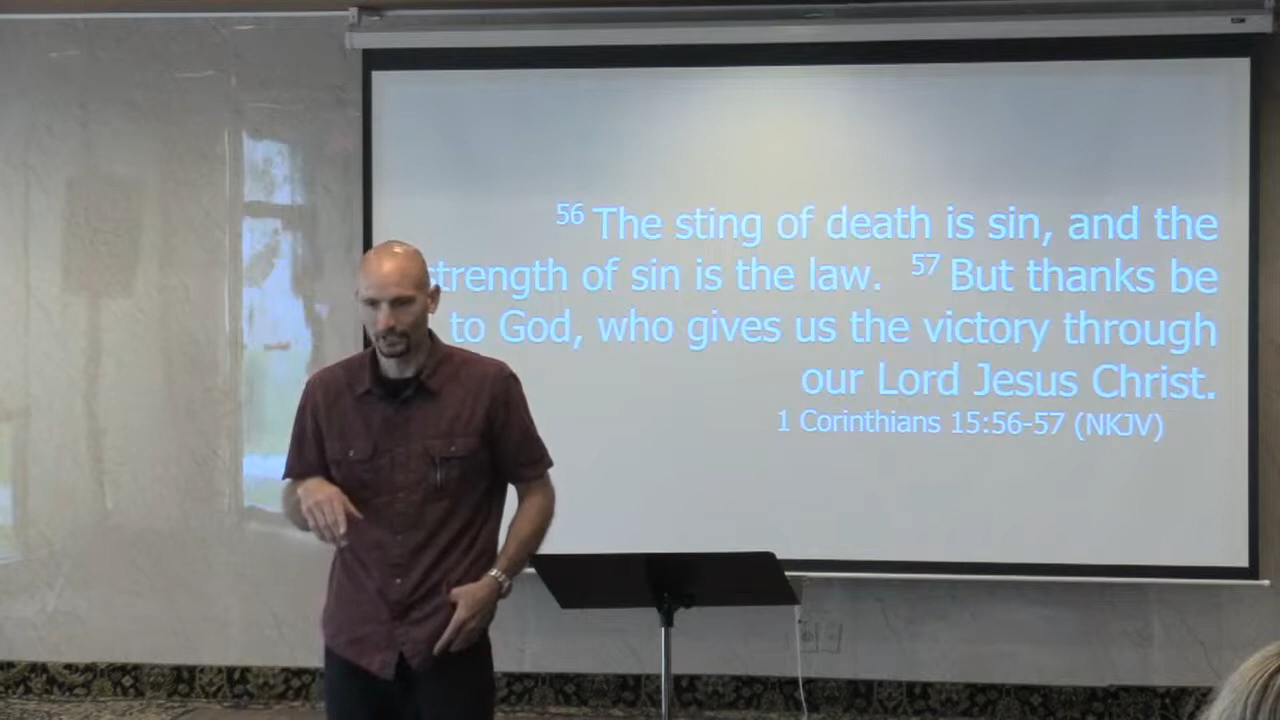 56 The sting of death is sin, and the
strength of sin is the law. 57 But thanks be
to God, who gives us the victory through
our Lord Jesus Christ.
1 Corinthians 15:56-57 (NKJV)